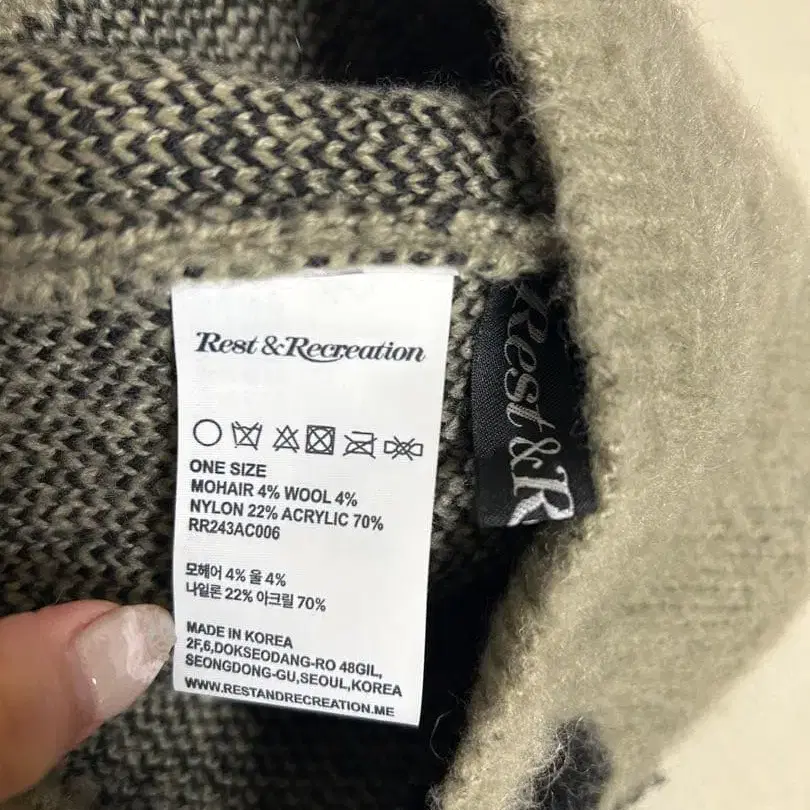 Rest & Recreation
ONE SIZE
MOHAIR 4% WOOL 4%
NYLON 22% ACRYLIC 70%
RR243AC006
모헤어 4% 울 4%
나일론 22% 아크릴 70%
MADE IN KOREA
2F,6,DOKSEODANG-RO 48GIL,
SEONGDONG-GU,SEOUL,KOREA
WWW.RESTANDRECREATION.ME
Rest&R